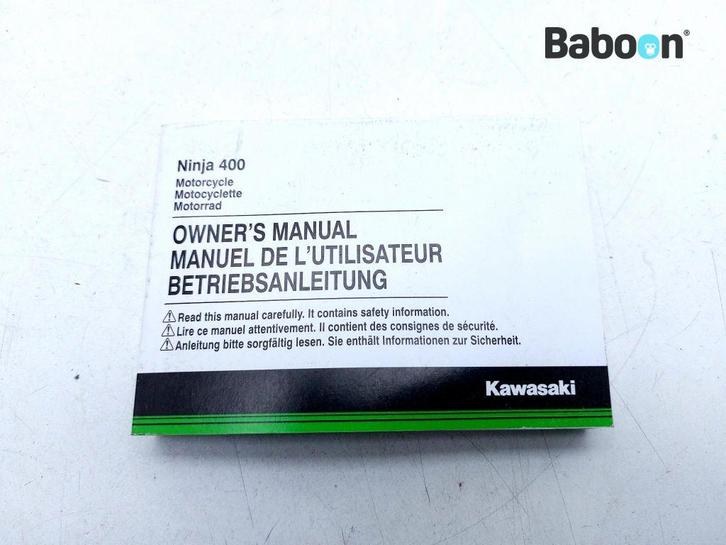 Baboon®
Ninja 400
Motorcycle
Motocyclette
Motorrad
OWNER'S MANUAL
MANUEL DE L'UTILISATEUR
BETRIEBSANLEITUNG
Read this manual carefully. It contains safety information.
Lire ce manuel attentivement. Il contient des consignes de sécurité.
Anleitung bitte sorgfältig lesen. Sie enthält Informationen zur Sicherheit.
Kawasaki